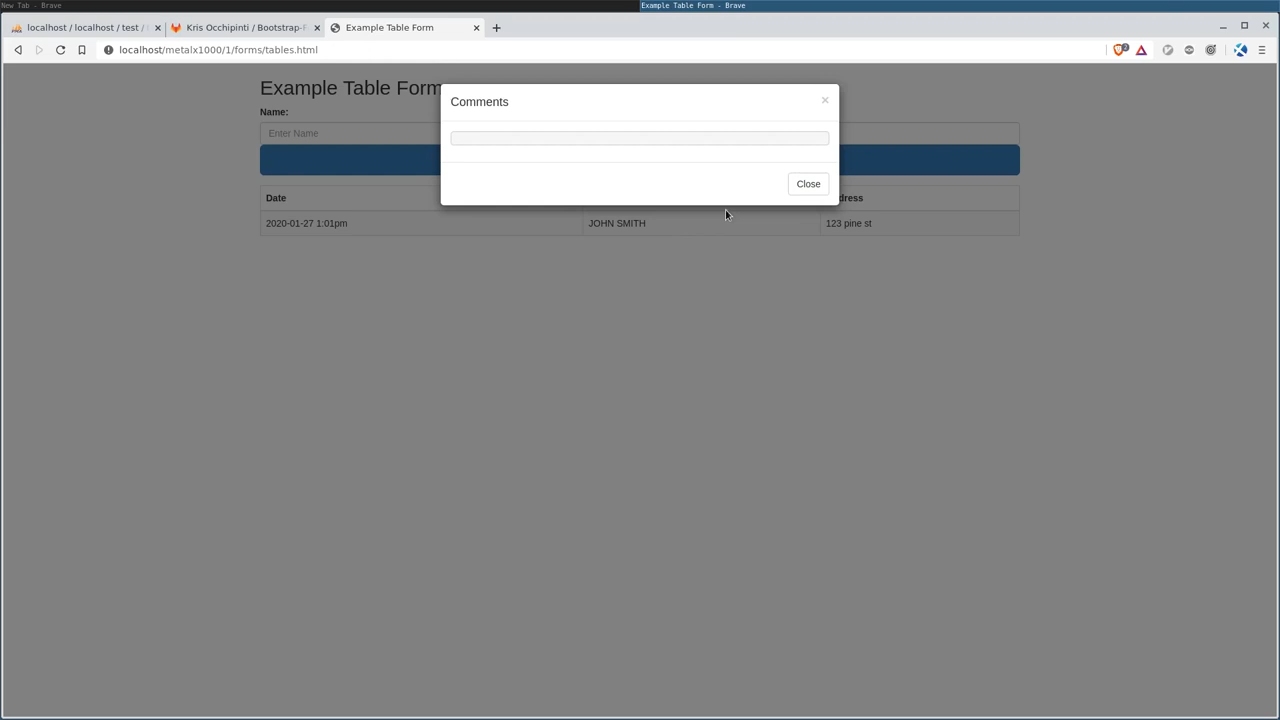 New Tab - Brave
Example Table Form - Brave
localhost / localhost / test /
Kris Occhipinti / Bootstrap-F
Example Table Form
localhost/metalx1000/1/forms/tables.html
2
Example Table Form
Comments
×
Name:
Enter Name
Close
Date
dress
2020-01-27 1:01pm
JOHN SMITH
123 pine st